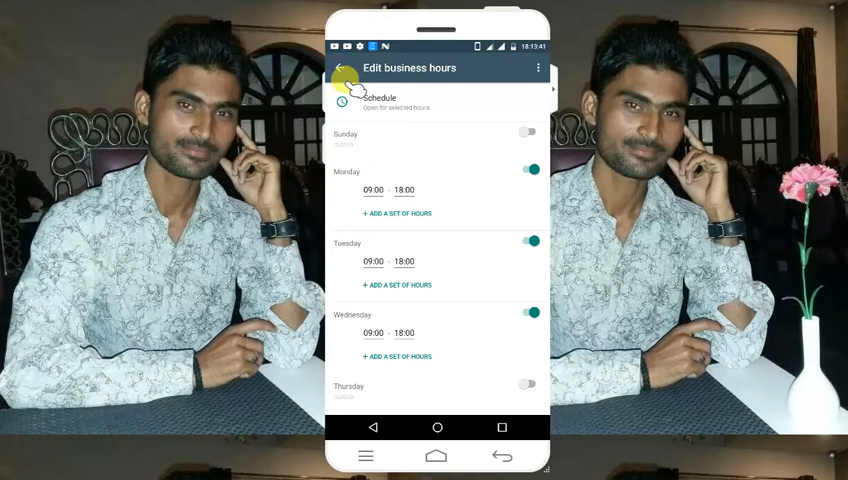 18:13:41
Edit business hours
Schedule
Open for selected hours
Sunday
CLOSED
Monday
09:00 - 18:00
+ ADD A SET OF HOURS
Tuesday
09:00 - 18:00
+ ADD A SET OF HOURS
Wednesday
09:00 - 18:00
+ ADD A SET OF HOURS
Thursday
CLOSED